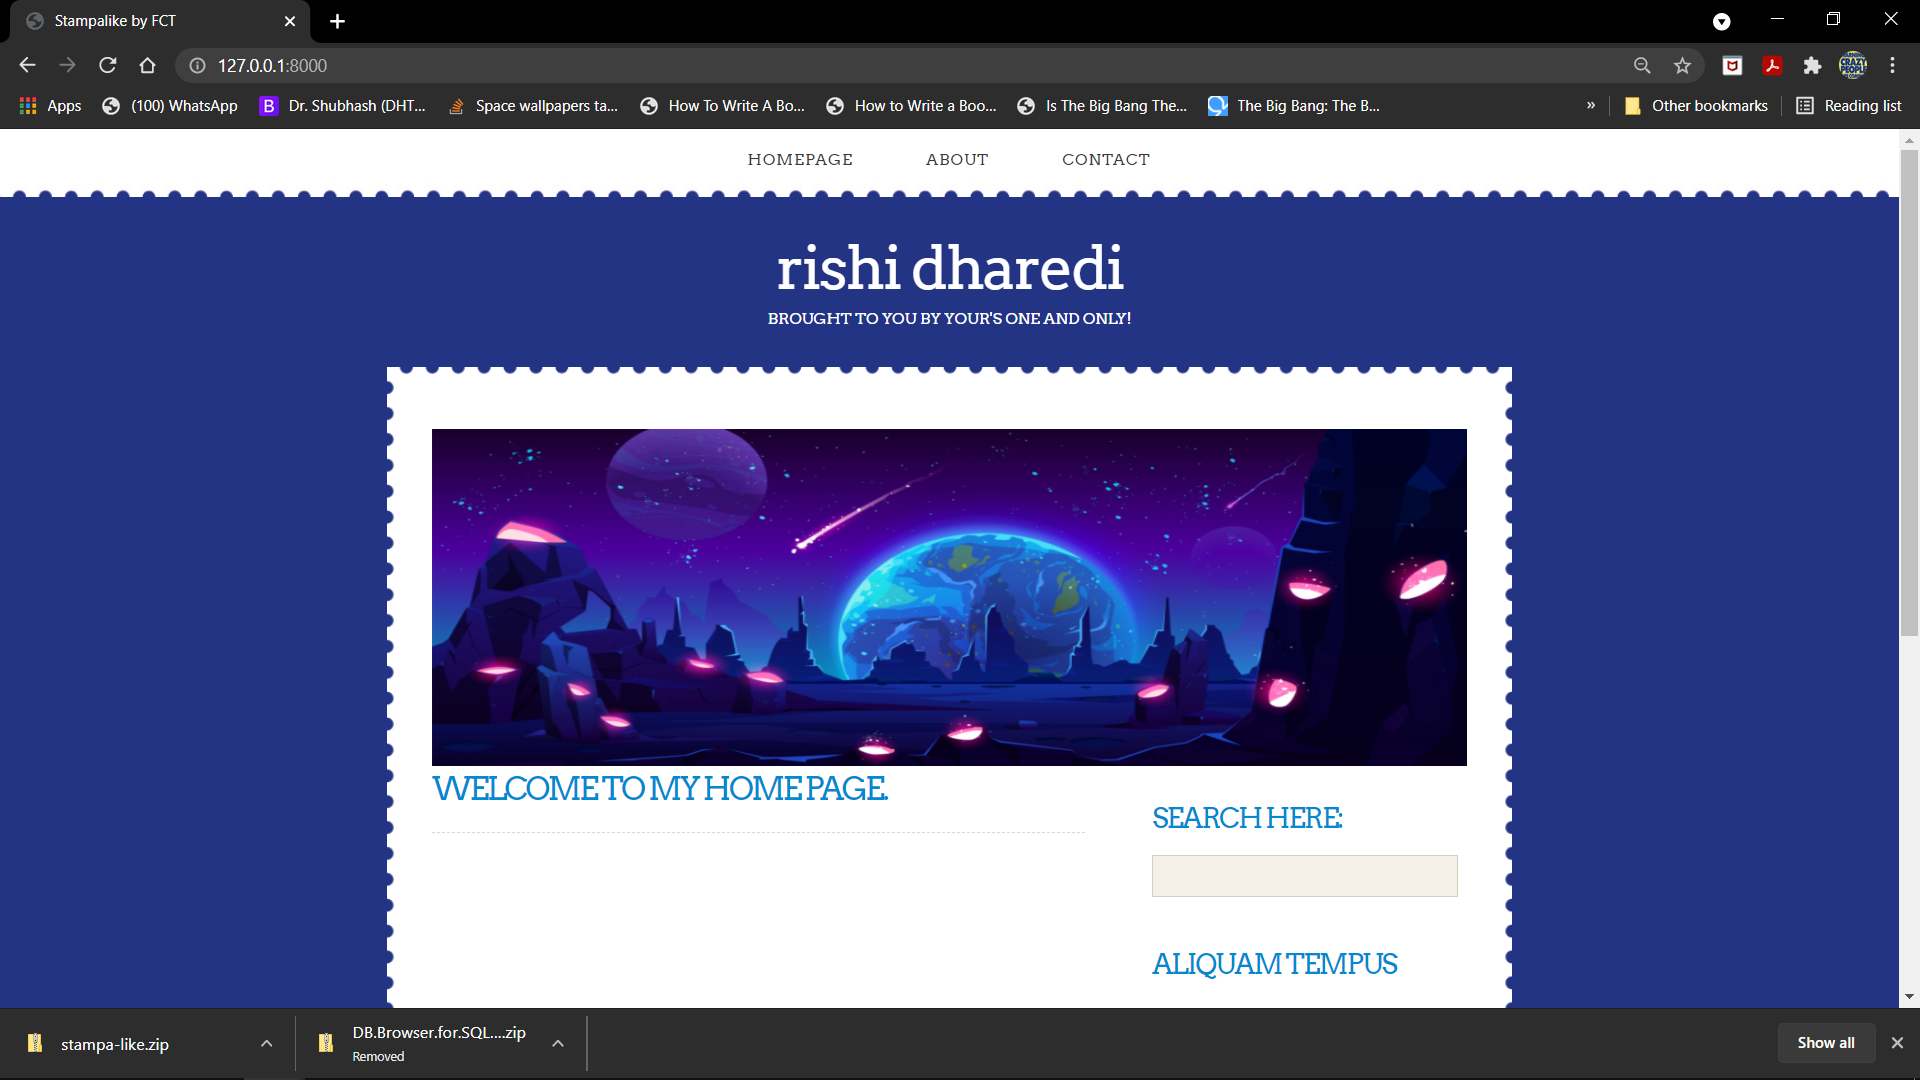 Stampalike by FCT
127.0.0.1:8000
Apps
(100) WhatsApp
B
Dr. Shubhash (DHT...
Space wallpapers ta...
How To Write A Bo...
How to Write a Boo...
Is The Big Bang The...
The Big Bang: The B...
»
Other bookmarks
Reading list
HOMEPAGE
ABOUT
CONTACT
rishi dharedi
BROUGHT TO YOU BY YOUR'S ONE AND ONLY!
WELCOME TO MY HOME PAGE.
SEARCH HERE:
ALIQUAM TEMPUS
stampa-like.zip
DB.Browser.for.SQL....zip
Removed
Show all